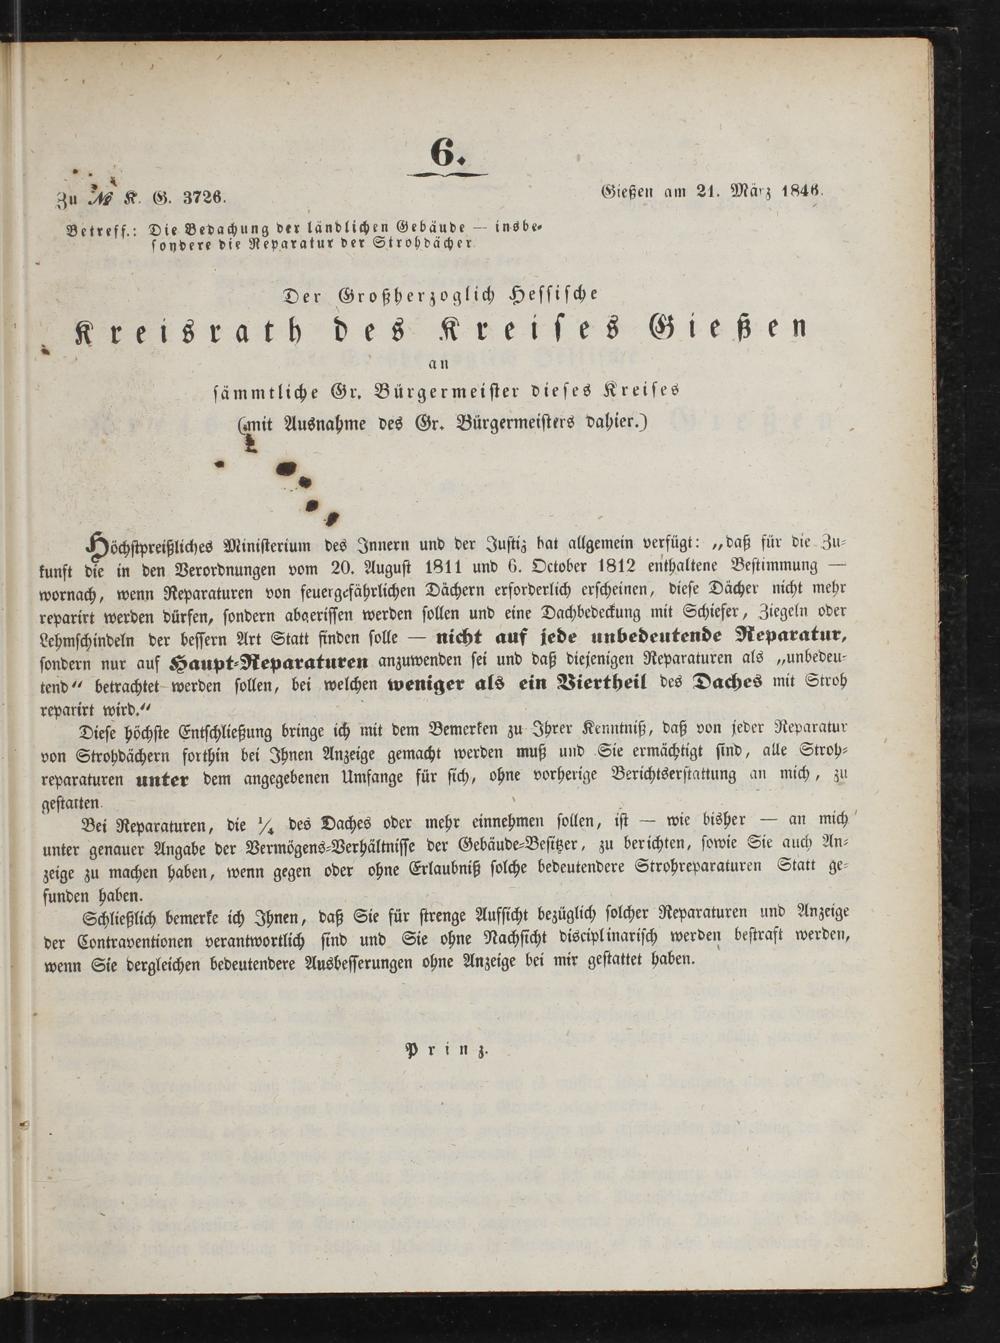 6.
Zu № K. G. 3726.
Gießen am 21. März 1846.
Betreff.: Die Bedachung der ländlichen Gebäude — insbe-
sondere die Reparatur der Strohdächer
Der Großherzoglich Hessische
Kreisrath des Kreises Gießen
an
sämmtliche Gr. Bürgermeister dieses Kreises
(mit Ausnahme des Gr. Bürgermeisters dahier.)
Höchstpreißliches Ministerium des Innern und der Justiz hat allgemein verfügt: „daß für die Zu-
kunft die in den Verordnungen vom 20. August 1811 und 6. October 1812 enthaltene Bestimmung —
wornach, wenn Reparaturen von feuergefährlichen Dächern erforderlich erscheinen, diese Dächer nicht mehr
reparirt werden dürfen, sondern abgerissen werden sollen und eine Dachbedeckung mit Schiefer, Ziegeln oder
Lehmschindeln der bessern Art Statt finden solle — nicht auf jede unbedeutende Reparatur,
sondern nur auf Haupt-Reparaturen anzuwenden sei und daß diejenigen Reparaturen als „unbedeu-
tend“ betrachtet werden sollen, bei welchen weniger als ein Viertheil des Daches mit Stroh
reparirt wird.“
Diese höchste Entschließung bringe ich mit dem Bemerken zu Ihrer Kenntniß, daß von jeder Reparatur
von Strohdächern forthin bei Ihnen Anzeige gemacht werden muß und Sie ermächtigt sind, alle Stroh-
reparaturen unter dem angegebenen Umfange für sich, ohne vorherige Berichtserstattung an mich, zu
gestatten.
Bei Reparaturen, die 1/4 des Daches oder mehr einnehmen sollen, ist — wie bisher — an mich
unter genauer Angabe der Vermögens-Verhältnisse der Gebäude-Besitzer, zu berichten, sowie Sie auch An-
zeige zu machen haben, wenn gegen oder ohne Erlaubniß solche bedeutendere Strohreparaturen Statt ge-
funden haben.
Schließlich bemerke ich Ihnen, daß Sie für strenge Aufsicht bezüglich solcher Reparaturen und Anzeige
der Contraventionen verantwortlich sind und Sie ohne Nachsicht disciplinarisch werden bestraft werden,
wenn Sie dergleichen bedeutendere Ausbesserungen ohne Anzeige bei mir gestattet haben.
Prinz.